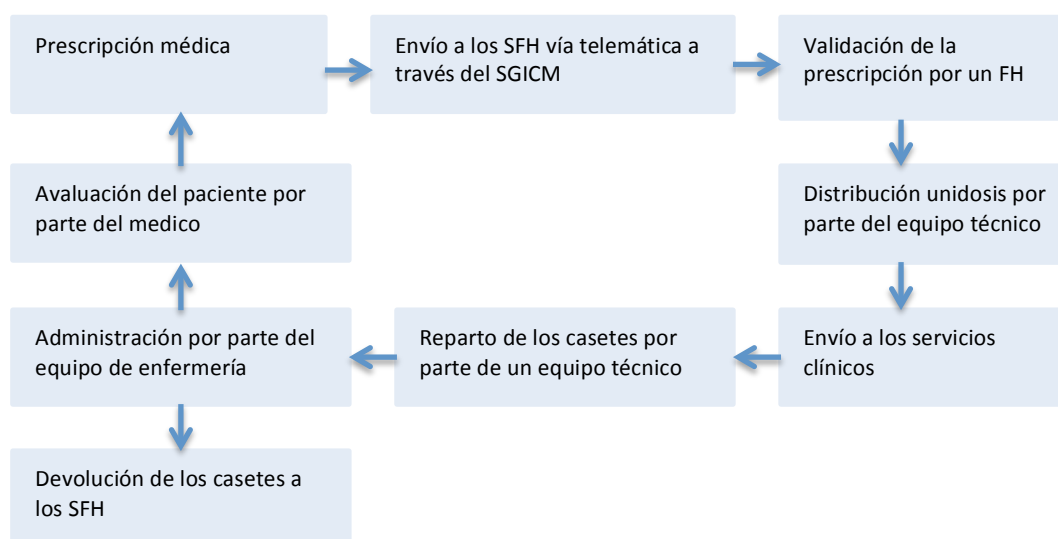 Prescripción médica
Envío a los SFH vía telemática a
través del SGICM
Validación de la
prescripción por un FH
Avaluación del paciente por
parte del medico
Distribución unidosis por
parte del equipo técnico
Administración por parte del
equipo de enfermería
Reparto de los casetes por
parte de un equipo técnico
Envío a los servicios
clínicos
Devolución de los casetes a
los SFH